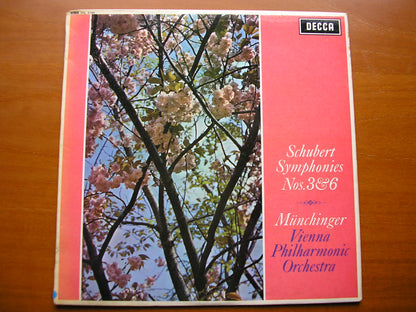 DECCA
Schubert
Symphonies
Nos. 3 & 6
Münchinger
Vienna
Philharmonic
Orchestra